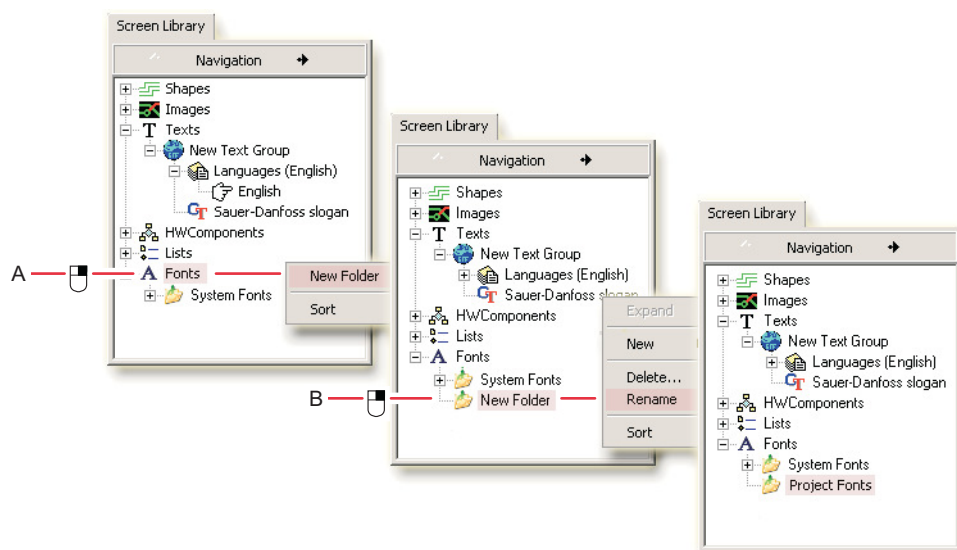 Screen Library
Navigation
Shapes
Images
T Texts
New Text Group
Languages (English)
English
GT Sauer-Danfoss slogan
HWComponents
Lists
A
A Fonts
New Folder
System Fonts
Sort
Screen Library
Navigation
Shapes
Images
T Texts
New Text Group
Languages (English)
GT Sauer-Danfoss slogan
HWComponents
Lists
A Fonts
System Fonts
B
New Folder
Expand
New
Delete...
Rename
Sort
Screen Library
Navigation
Shapes
Images
T Texts
New Text Group
Languages (English)
GT Sauer-Danfoss slogan
HWComponents
Lists
A Fonts
System Fonts
Project Fonts